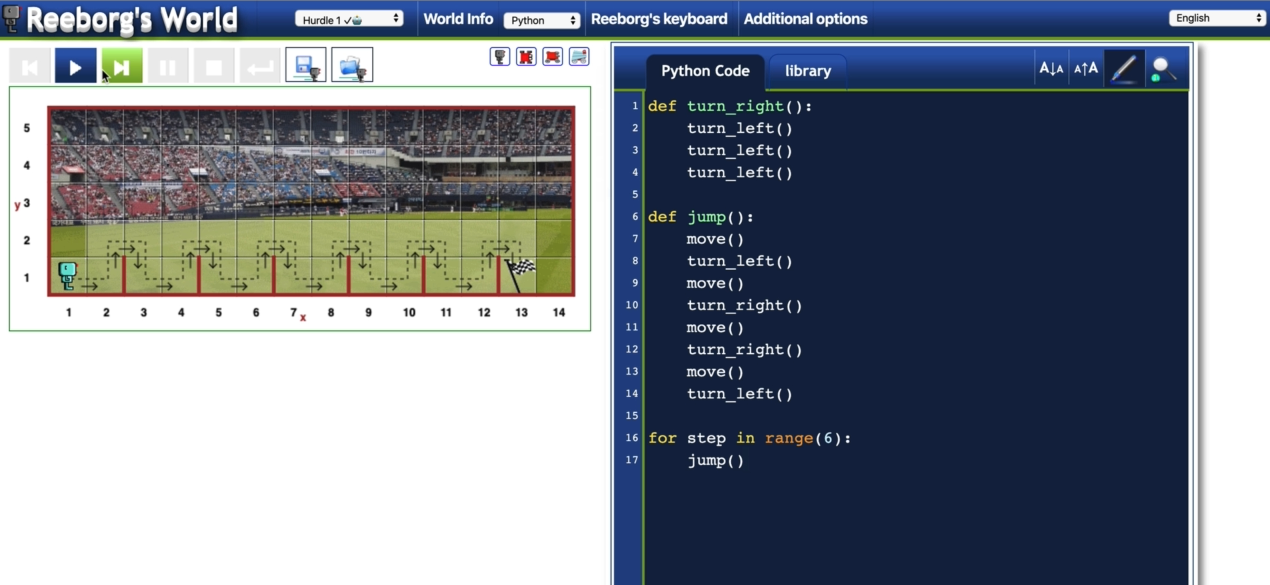 Reeborg's World
Hurdle 1 ✓
World Info
Python
Reeborg's keyboard
Additional options
English
Python Code
library
A↓A
A↑A
5
4
y 3
2
1
1 2 3 4 5 6 7 x 8 9 10 11 12 13 14
1 def turn_right():
2     turn_left()
3     turn_left()
4     turn_left()
5
6 def jump():
7     move()
8     turn_left()
9     move()
10     turn_right()
11     move()
12     turn_right()
13     move()
14     turn_left()
15
16 for step in range(6):
17     jump()